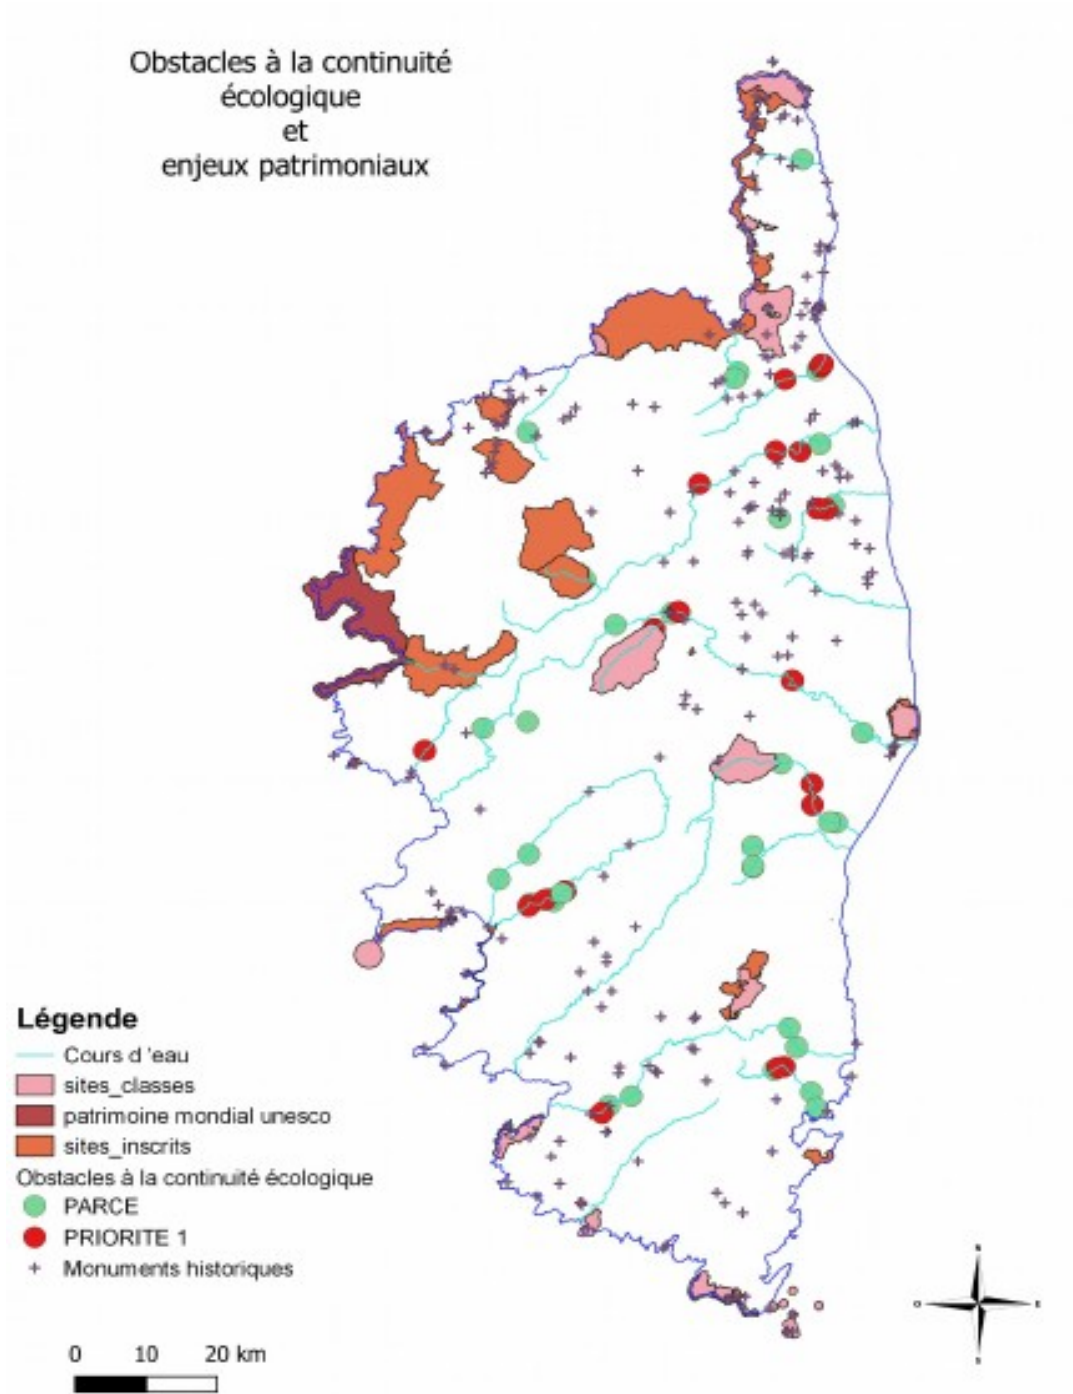 Obstacles à la continuité
écologique
et
enjeux patrimoniaux
Légende
Cours d 'eau
sites_classes
patrimoine mondial unesco
sites_inscrits
Obstacles à la continuité écologique
PARCE
PRIORITE 1
Monuments historiques
0 10 20 km